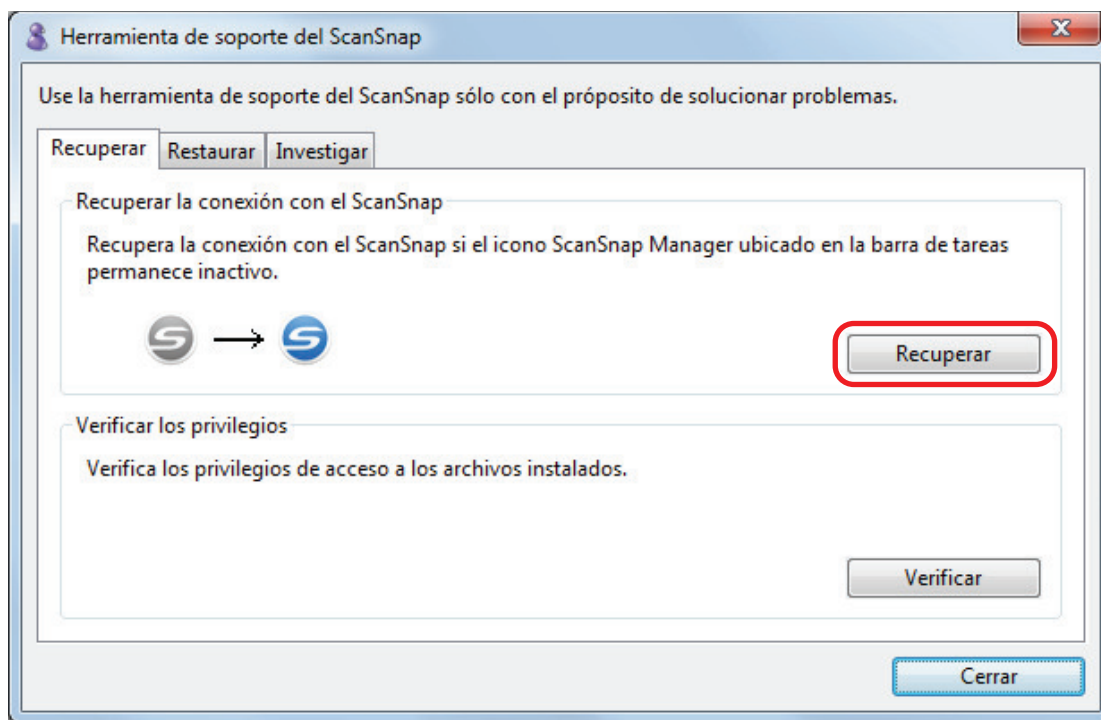 Herramienta de soporte del ScanSnap
Use la herramienta de soporte del ScanSnap sólo con el próposito de solucionar problemas.
Recuperar Restaurar Investigar
Recuperar la conexión con el ScanSnap
Recupera la conexión con el ScanSnap si el icono ScanSnap Manager ubicado en la barra de tareas
permanece inactivo.
Recuperar
Verificar los privilegios
Verifica los privilegios de acceso a los archivos instalados.
Verificar
Cerrar